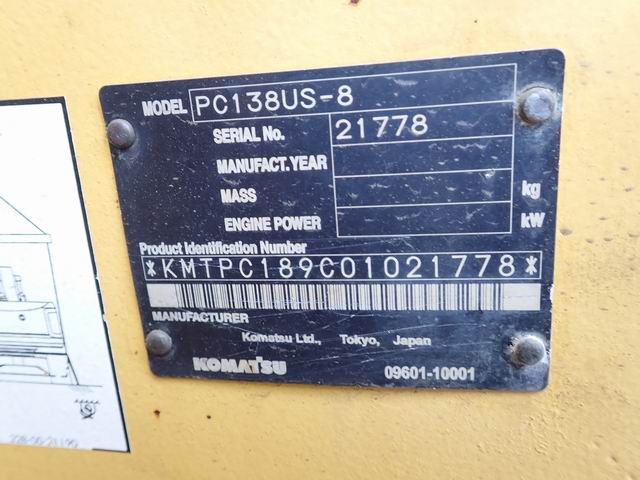 MODEL PC138US-8
SERIAL No. 21778
MANUFACT.YEAR
MASS kg
ENGINE POWER kW
Product Identification Number
*KMTPC189C01021778*
MANUFACTURER
Komatsu Ltd., Tokyo, Japan
KOMATSU 09601-10001